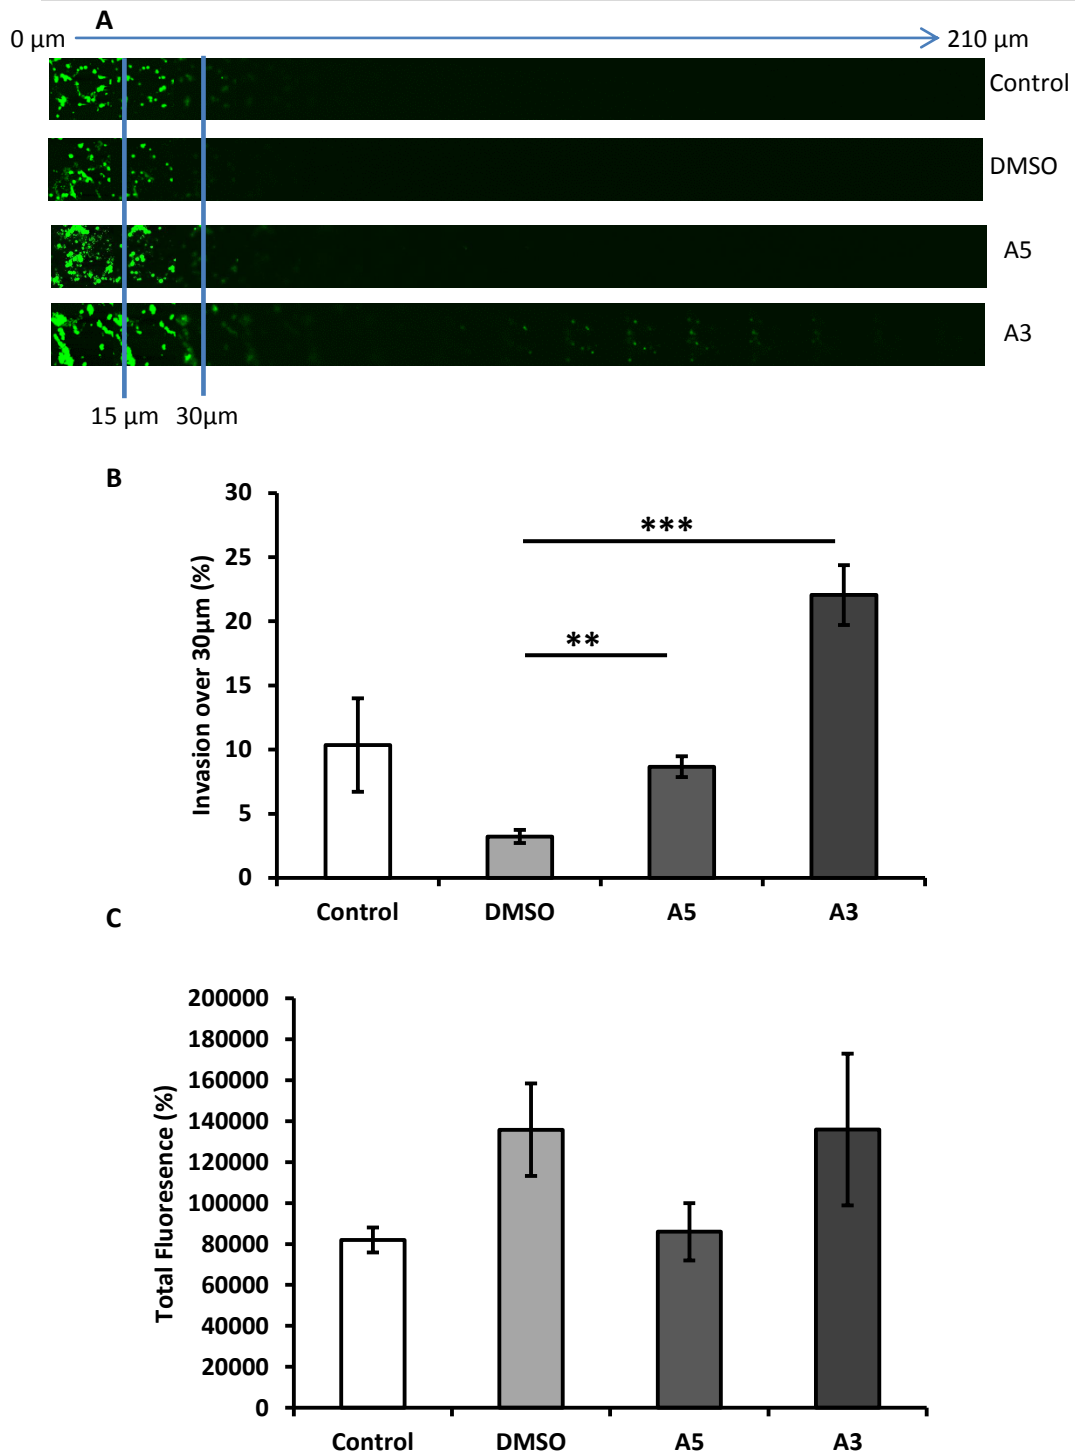 A
0 µm
210 µm
Control
DMSO
A5
A3
15 µm 30µm
B
Invasion over 30µm (%)
30
25
20
15
10
5
0
***
**
Control DMSO A5 A3
C
Total Fluoresence (%)
200000
180000
160000
140000
120000
100000
80000
60000
40000
20000
0
Control DMSO A5 A3